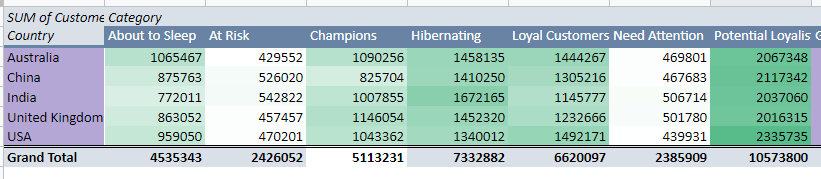 SUM of Custome Category
Country About to Sleep At Risk Champions Hibernating Loyal Customers Need Attention Potential Loyalis G
Australia 1065467 429552 1090256 1458135 1444267 469801 2067348
China 875763 526020 825704 1410250 1305216 467683 2117342
India 772011 542822 1007855 1672165 1145777 506714 2037060
United Kingdom 863052 457457 1146054 1452320 1232666 501780 2016315
USA 959050 470201 1043362 1340012 1492171 439931 2335735
Grand Total 4535343 2426052 5113231 7332882 6620097 2385909 10573800